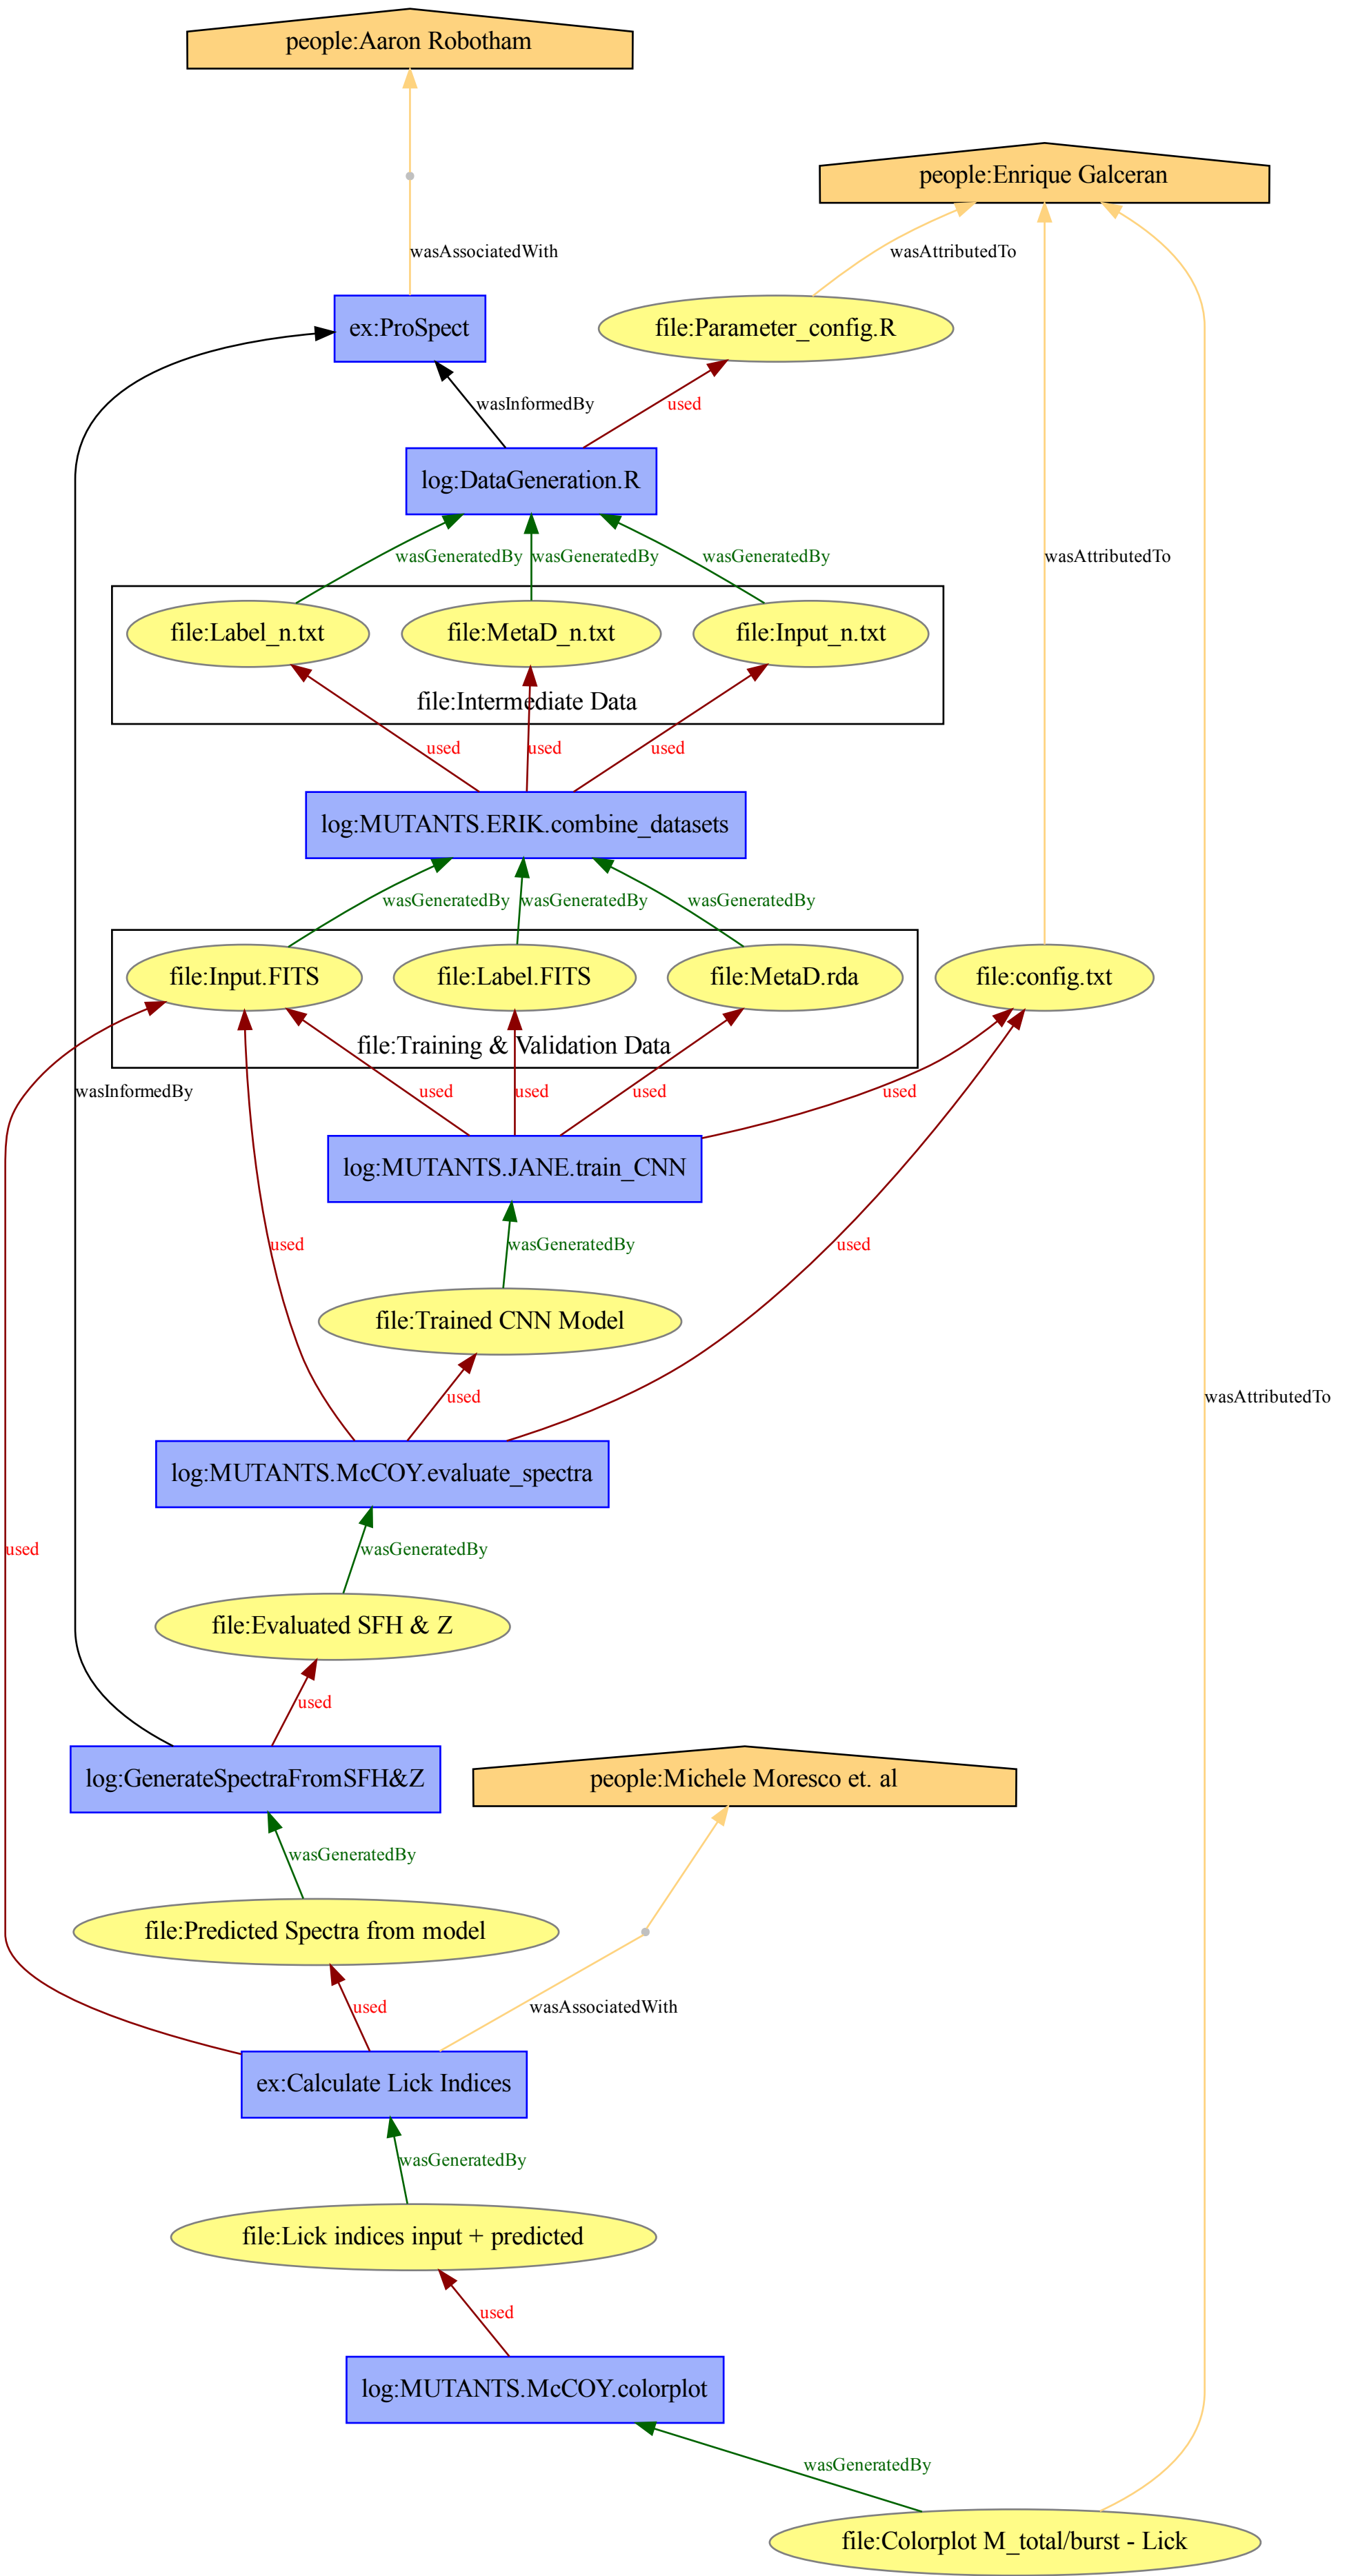 people:Aaron Robotham
people:Enrique Galceran
wasAssociatedWith
wasAttributedTo
ex:ProSpect
file:Parameter_config.R
wasInformedBy
used
log:DataGeneration.R
wasGeneratedBy
wasGeneratedBy
wasGeneratedBy
wasAttributedTo
file:Label_n.txt
file:MetaD_n.txt
file:Input_n.txt
file:Intermediate Data
used
used
used
log:MUTANTS.ERIK.combine_datasets
wasGeneratedBy
wasGeneratedBy
wasGeneratedBy
file:Input.FITS
file:Label.FITS
file:MetaD.rda
file:config.txt
file:Training & Validation Data
wasInformedBy
used
used
used
used
log:MUTANTS.JANE.train_CNN
used
wasGeneratedBy
used
file:Trained CNN Model
used
wasAttributedTo
log:MUTANTS.McCOY.evaluate_spectra
used
wasGeneratedBy
file:Evaluated SFH & Z
used
log:GenerateSpectraFromSFH&Z
people:Michele Moresco et. al
wasGeneratedBy
file:Predicted Spectra from model
used
wasAssociatedWith
ex:Calculate Lick Indices
wasGeneratedBy
file:Lick indices input + predicted
used
log:MUTANTS.McCOY.colorplot
wasGeneratedBy
file:Colorplot M_total/burst - Lick